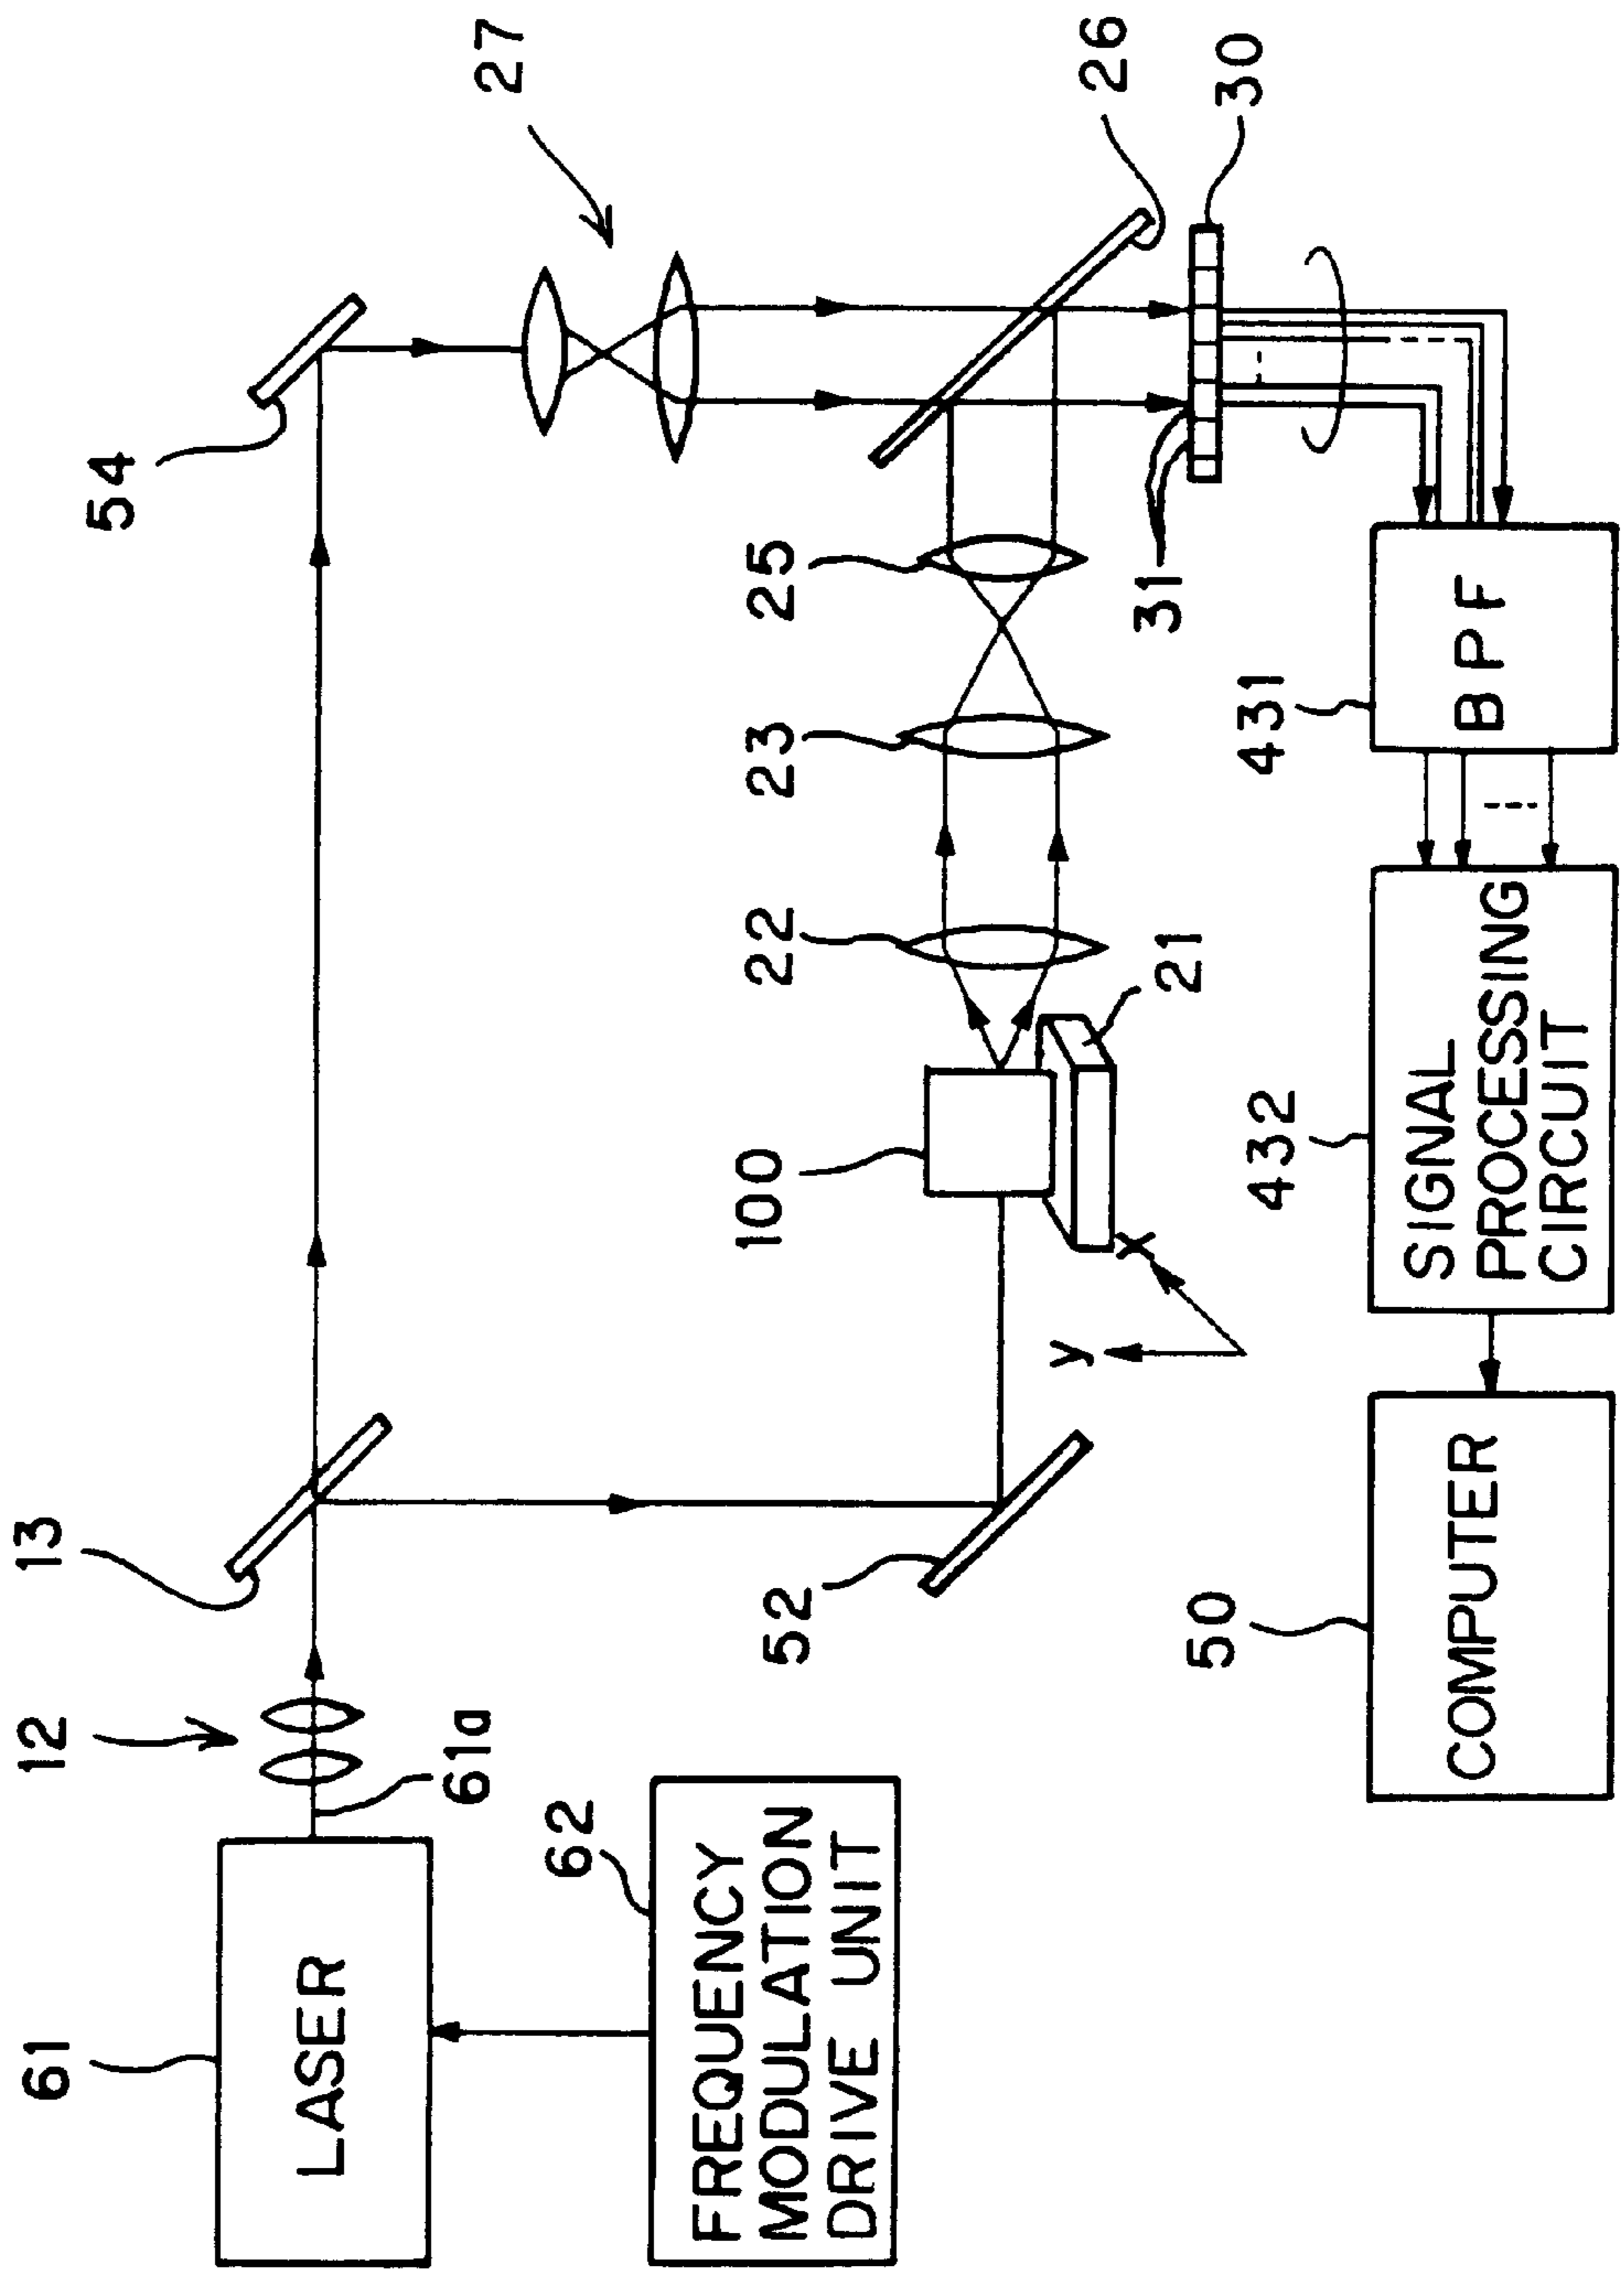 61
LASER
62
FREQUENCY
MODULATION
DRIVE UNIT
12
61a
13
52
54
27
100
21
22
23
25
26
30
31
y
x
50
COMPUTER
432
SIGNAL
PROCESSING
CIRCUIT
431
BPF